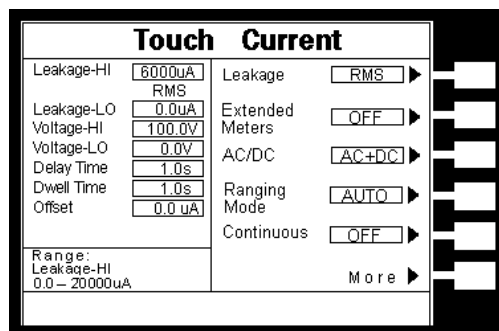 Touch Current
Leakage-HI 6000uA
RMS
Leakage-LO 0.0uA
Voltage-HI 100.0V
Voltage-LO 0.0V
Delay Time 1.0s
Dwell Time 1.0s
Offset 0.0 uA
Range:
Leakage-HI
0.0 – 20000uA
Leakage RMS
Extended
Meters OFF
AC/DC AC+DC
Ranging
Mode AUTO
Continuous OFF
More